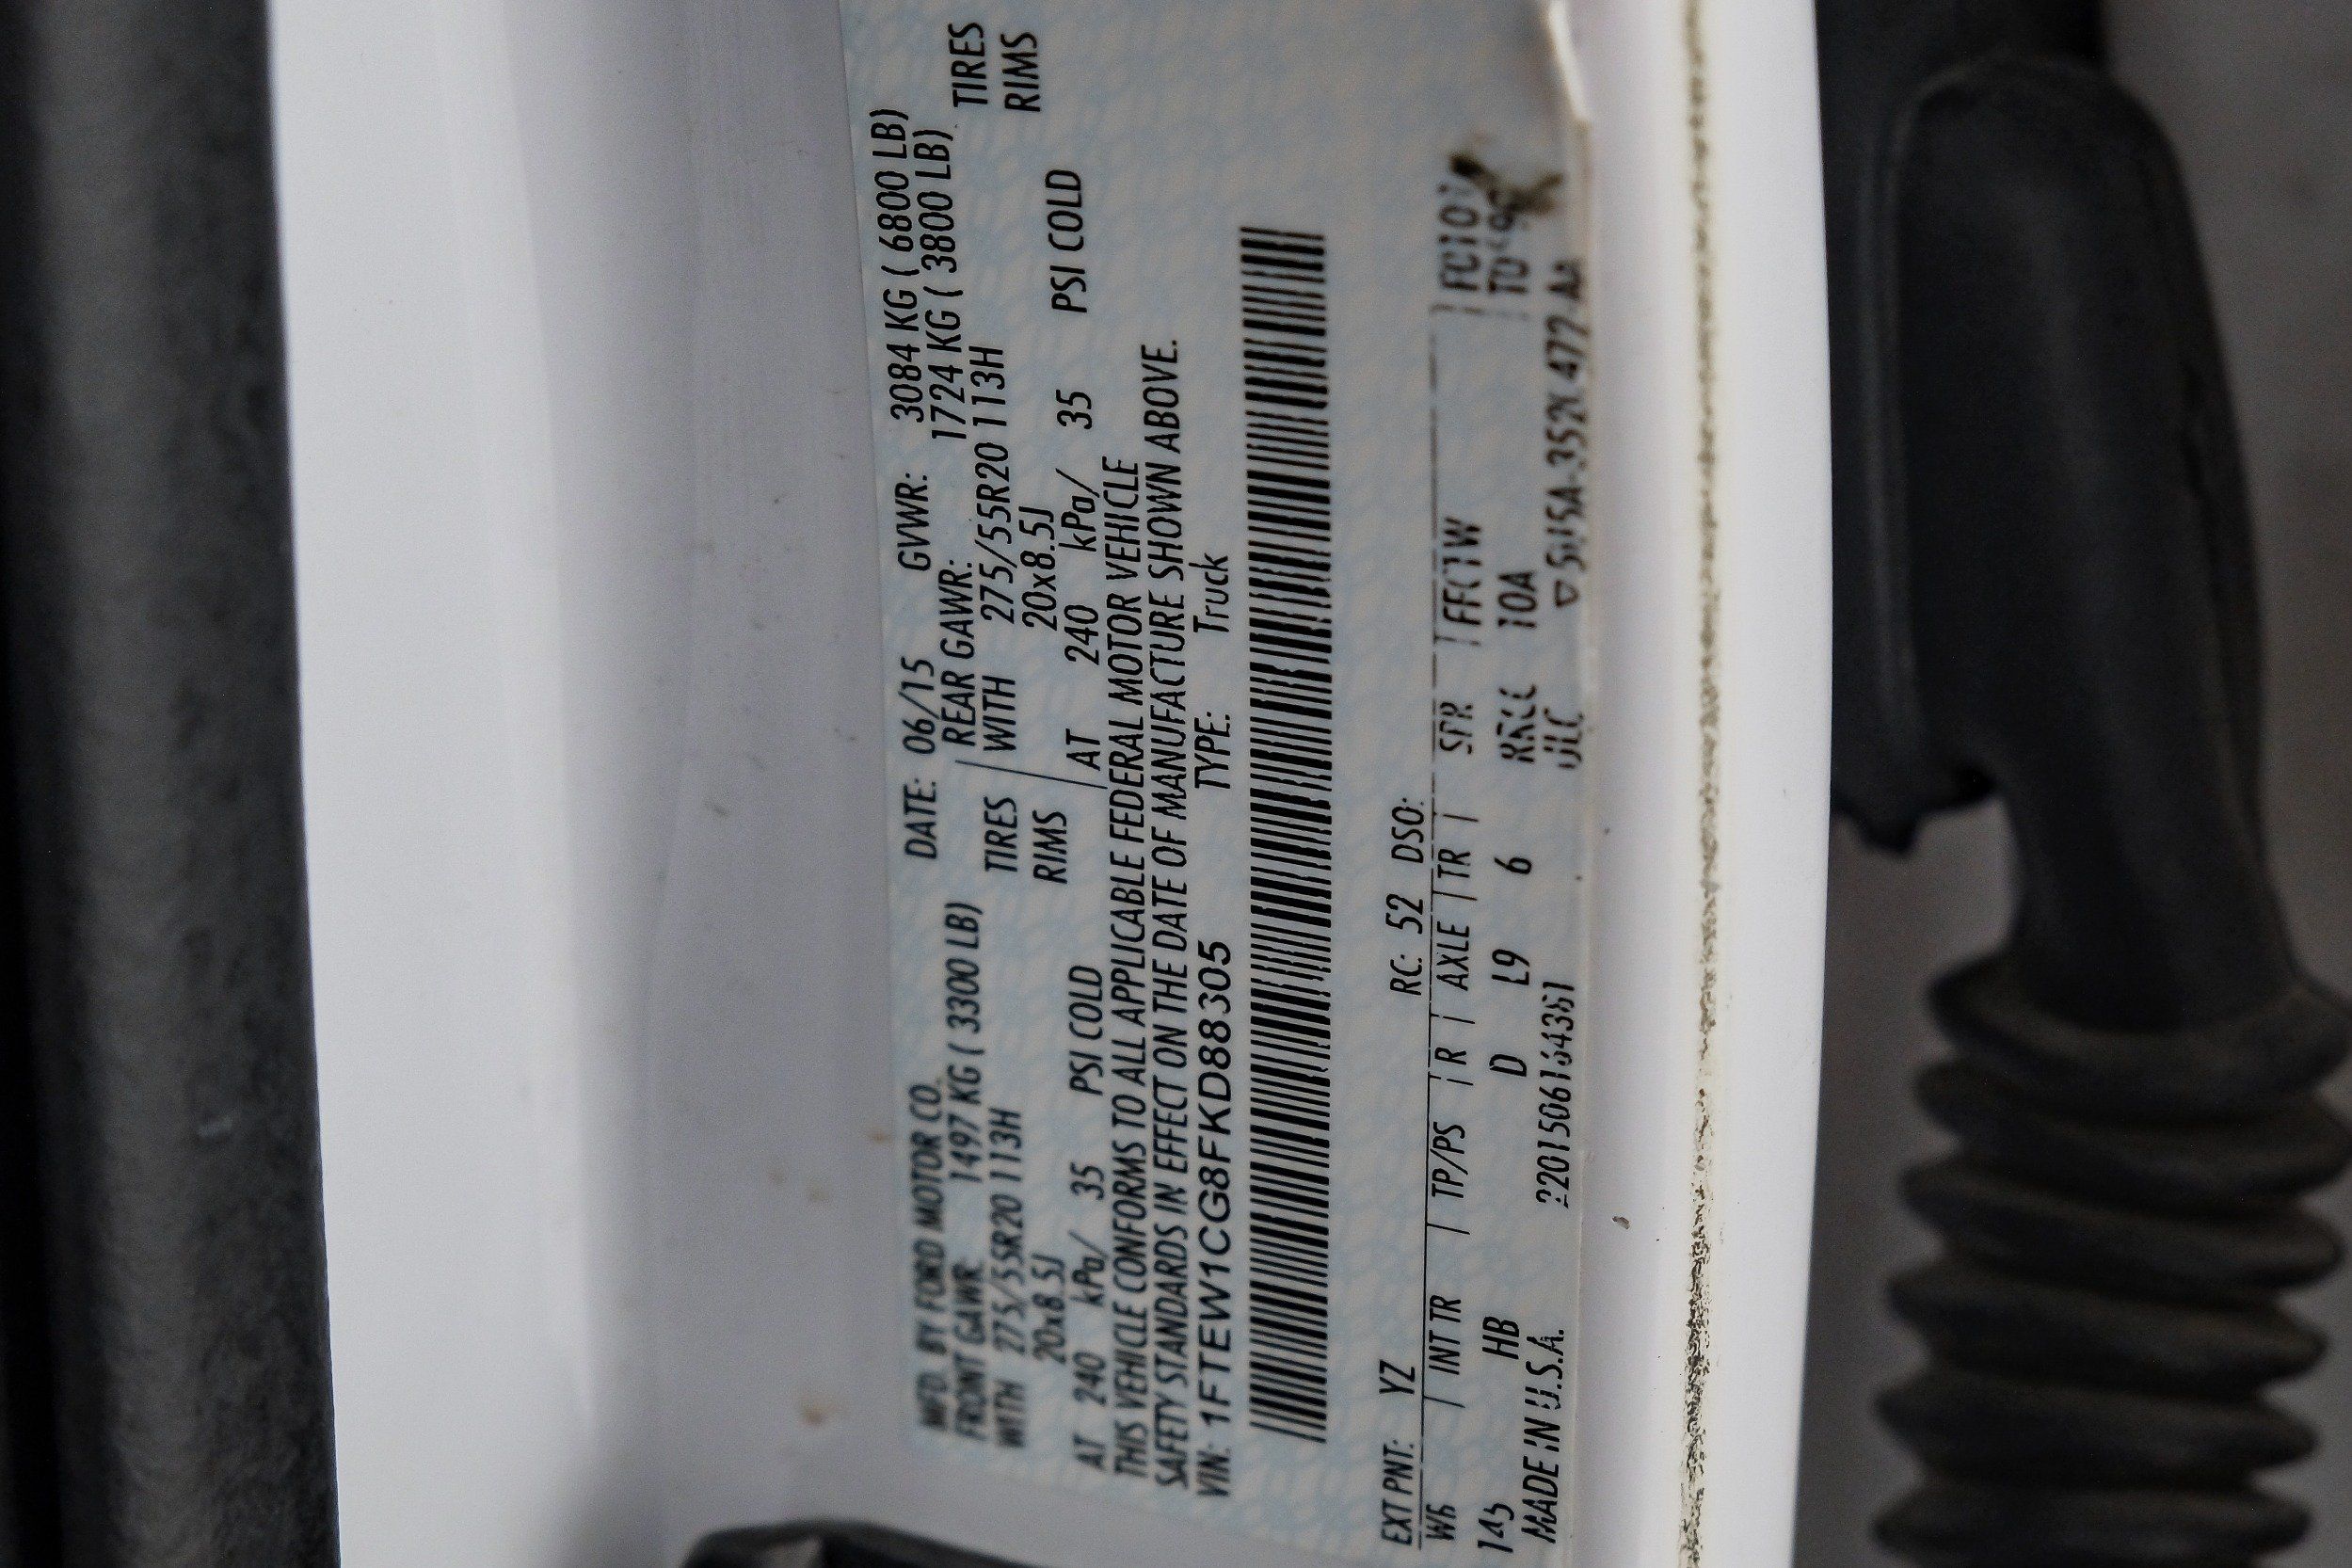 MFD. BY FORD MOTOR CO. DATE: 06/15 GVWR: 3084 KG ( 6800 LB)
FRONT GAWR: 1497 KG ( 3300 LB) REAR GAWR: 1724 KG ( 3800 LB)
WITH 275/55R20 113H TIRES WITH 275/55R20 113H TIRES
20x8.5J RIMS 20x8.5J RIMS
AT 240 kPa/ 35 PSI COLD AT 240 kPa/ 35 PSI COLD
THIS VEHICLE CONFORMS TO ALL APPLICABLE FEDERAL MOTOR VEHICLE
SAFETY STANDARDS IN EFFECT ON THE DATE OF MANUFACTURE SHOWN ABOVE.
VIN: 1FTEW1CG8FKD88305 TYPE: Truck
EXT PNT: YZ RC: 52 DSO:
WB | INT TR | TP/PS | R | AXLE | TR | SPR
145 HB D L9 6
MADE IN U.S.A.